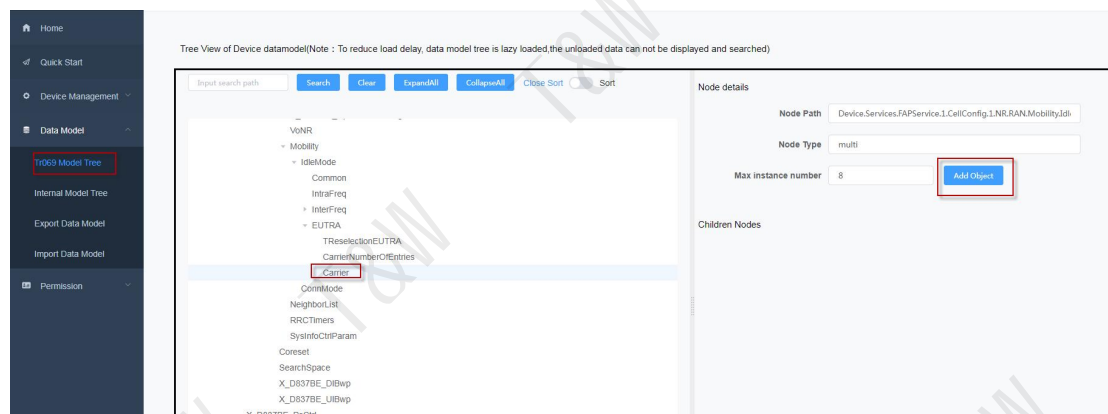 Home
Quick Start
Device Management
Data Model
Tr069 Model Tree
Internal Model Tree
Export Data Model
Import Data Model
Permission
Tree View of Device datamodel(Note : To reduce load delay, data model tree is lazy loaded,the unloaded data can not be displayed and searched)
Input search path Search Clear ExpandAll CollapseAll Close Sort Sort
VoNR
Mobility
IdleMode
Common
IntraFreq
InterFreq
EUTRA
TReselectionEUTRA
CarrierNumberOfEntries
Carrier
ConnMode
NeighborList
RRCTimers
SysInfoCtrlParam
Coreset
SearchSpace
X_D837BE_DlBwp
X_D837BE_UlBwp
Node details
Node Path Device.Services.FAPService.1.CellConfig.1.NR.RAN.Mobility.Idl
Node Type multi
Max instance number 8 Add Object
Children Nodes
T&W
T&W
T&W